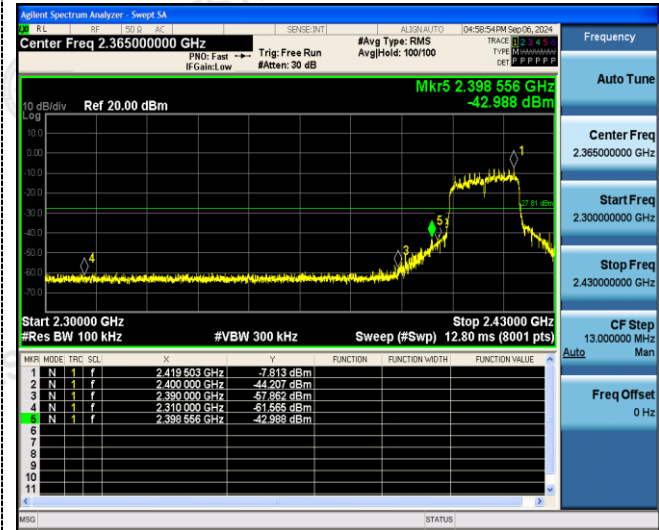 Agilent Spectrum Analyzer - Swept SA
RL RF 50 Ω AC SENSE:INT ALIGNAUTO 04:58:54PM Sep 06, 2024
Center Freq 2.365000000 GHz
PNO: Fast
IFGain:Low
Trig: Free Run
#Atten: 30 dB
#Avg Type: RMS
Avg|Hold: 100/100
TRACE 1 2 3 4 5 6
TYPE M
DET P P P P P P
Mkr5 2.398 556 GHz
-42.988 dBm
10 dB/div Ref 20.00 dBm
Log
10.0
0.00
-10.0
-20.0
-30.0
-40.0
-50.0
-60.0
-70.0
1
-27.81 dBm
5
3
4
Start 2.30000 GHz Stop 2.43000 GHz
#Res BW 100 kHz #VBW 300 kHz Sweep (#Swp) 12.80 ms (8001 pts)
MKR MODE TRC SCL X Y FUNCTION FUNCTION WIDTH FUNCTION VALUE
1 N 1 f 2.419 503 GHz -7.813 dBm
2 N 1 f 2.400 000 GHz -44.207 dBm
3 N 1 f 2.390 000 GHz -57.862 dBm
4 N 1 f 2.310 000 GHz -61.565 dBm
5 N 1 f 2.398 556 GHz -42.988 dBm
6
7
8
9
10
11
MSG STATUS
Frequency
Auto Tune
Center Freq
2.365000000 GHz
Start Freq
2.300000000 GHz
Stop Freq
2.430000000 GHz
CF Step
13.000000 MHz
Auto Man
Freq Offset
0 Hz